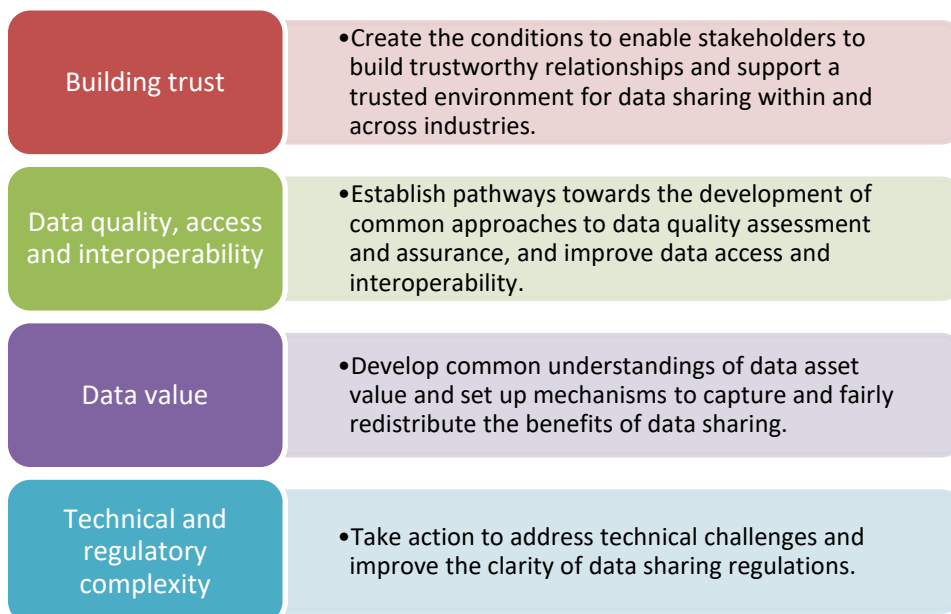 Building trust
•Create the conditions to enable stakeholders to
build trustworthy relationships and support a
trusted environment for data sharing within and
across industries.
Data quality, access
and interoperability
•Establish pathways towards the development of
common approaches to data quality assessment
and assurance, and improve data access and
interoperability.
Data value
•Develop common understandings of data asset
value and set up mechanisms to capture and fairly
redistribute the benefits of data sharing.
Technical and
regulatory
complexity
•Take action to address technical challenges and
improve the clarity of data sharing regulations.